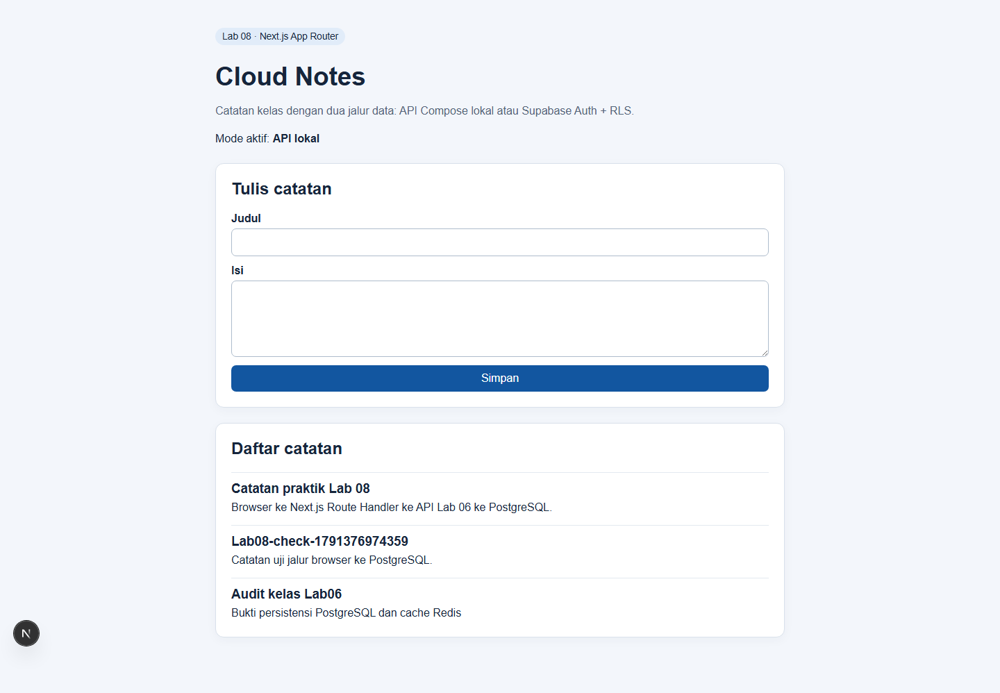 Lab 08 · Next.js App Router
Cloud Notes
Catatan kelas dengan dua jalur data: API Compose lokal atau Supabase Auth + RLS.
Mode aktif: API lokal
Tulis catatan
Judul
Isi
Simpan
Daftar catatan
Catatan praktik Lab 08
Browser ke Next.js Route Handler ke API Lab 06 ke PostgreSQL.
Lab08-check-1791376974359
Catatan uji jalur browser ke PostgreSQL.
Audit kelas Lab06
Bukti persistensi PostgreSQL dan cache Redis
N